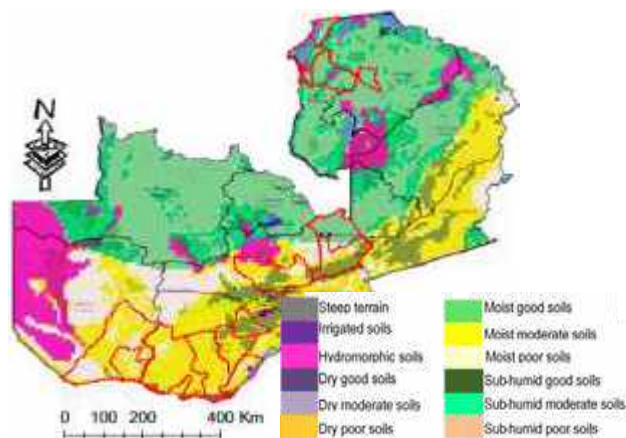 N
Steep terrain
Irrigated soils
Hydromorphic soils
Dry good soils
Drv moderate soils
Dry poor soils
Moist good soils
Moist moderate soils
Moist poor soils
Sub-humid good soils
Sub-humid moderate soils
Sub-humid poor soils
0 100 200 400 Km